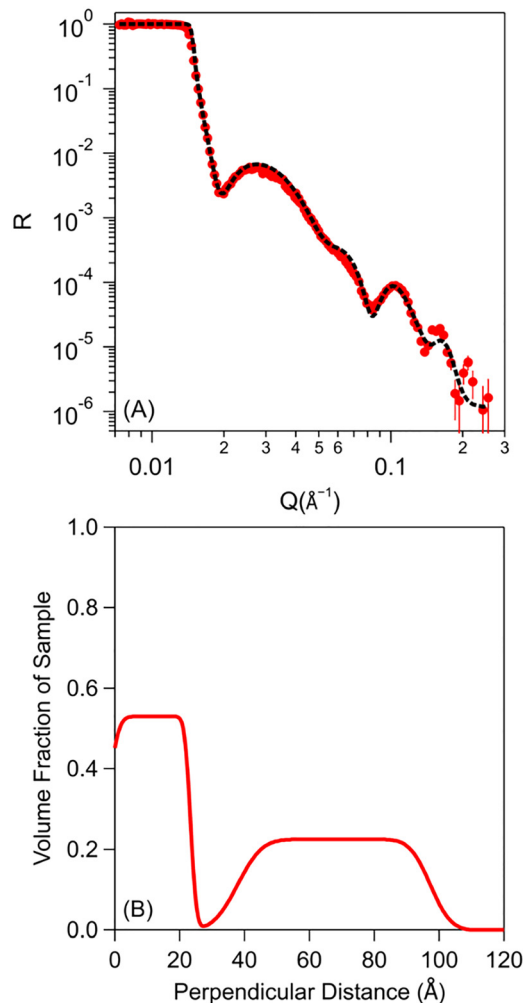 10⁰
10⁻¹
10⁻²
10⁻³
10⁻⁴
10⁻⁵
10⁻⁶
R
(A)
0.01 2 3 4 5 6 0.1 2 3
Q(Å⁻¹)
1.0
0.8
0.6
0.4
0.2
0.0
Volume Fraction of Sample
(B)
0 20 40 60 80 100 120
Perpendicular Distance (Å)